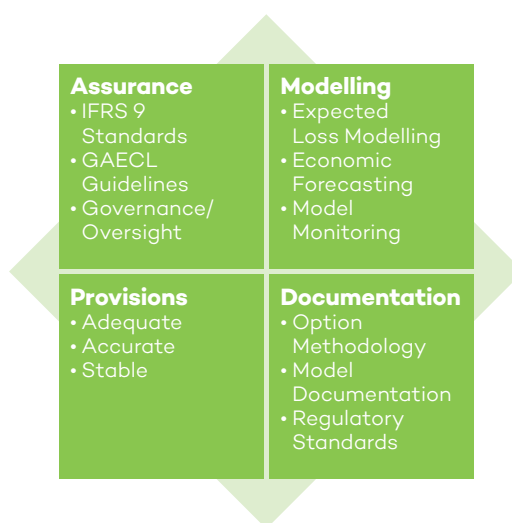 Assurance
• IFRS 9
Standards
• GAECL
Guidelines
• Governance/
Oversight
Modelling
• Expected
Loss Modelling
• Economic
Forecasting
• Model
Monitoring
Provisions
• Adequate
• Accurate
• Stable
Documentation
• Option
Methodology
• Model
Documentation
• Regulatory
Standards